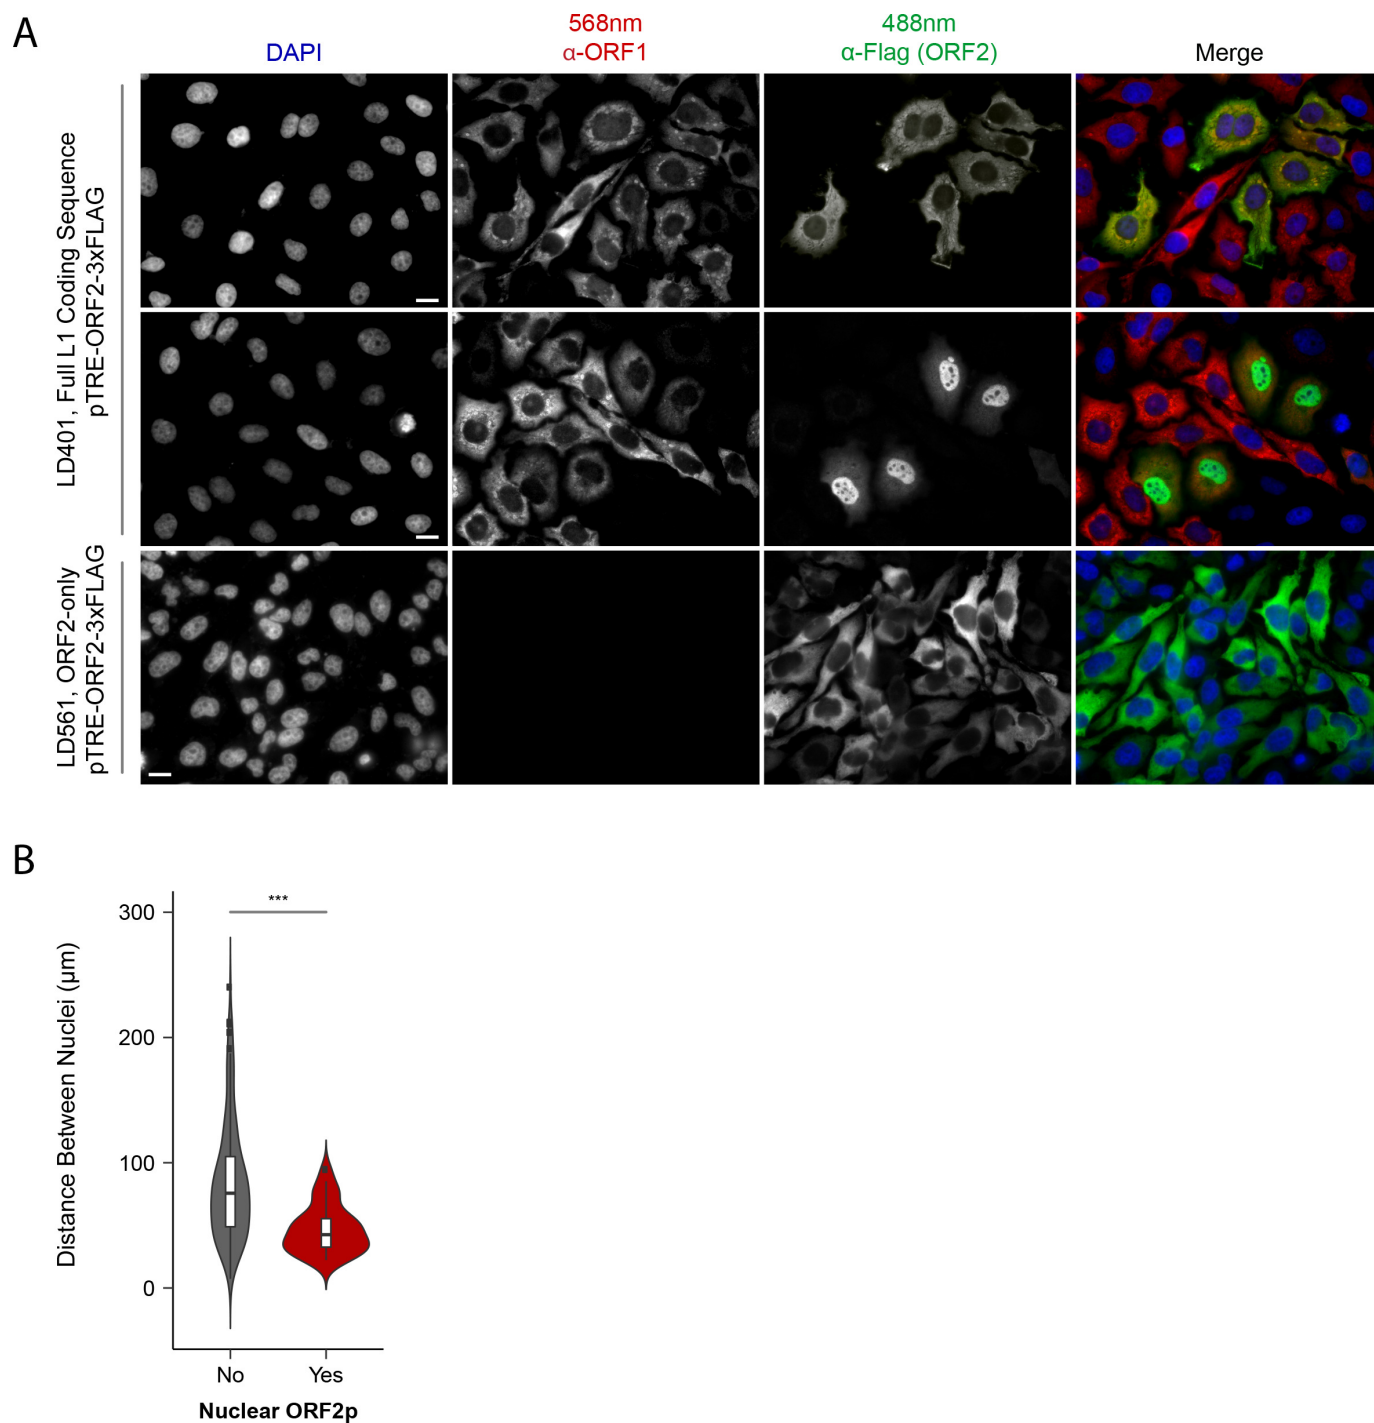 A
DAPI
568nm
α-ORF1
488nm
α-Flag (ORF2)
Merge
LD401, Full L1 Coding Sequence
pTRE-ORF2-3xFLAG
LD561, ORF2-only
pTRE-ORF2-3xFLAG
B
***
300
200
100
0
Distance Between Nuclei (μm)
No
Yes
Nuclear ORF2p